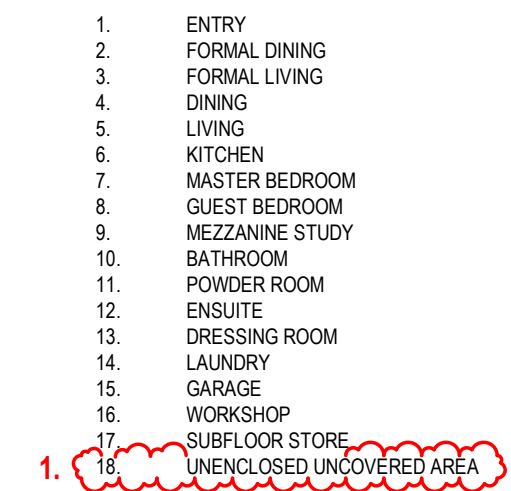 1. ENTRY
2. FORMAL DINING
3. FORMAL LIVING
4. DINING
5. LIVING
6. KITCHEN
7. MASTER BEDROOM
8. GUEST BEDROOM
9. MEZZANINE STUDY
10. BATHROOM
11. POWDER ROOM
12. ENSUITE
13. DRESSING ROOM
14. LAUNDRY
15. GARAGE
16. WORKSHOP
17. SUBFLOOR STORE
1. 18. UNENCLOSED UNCOVERED AREA